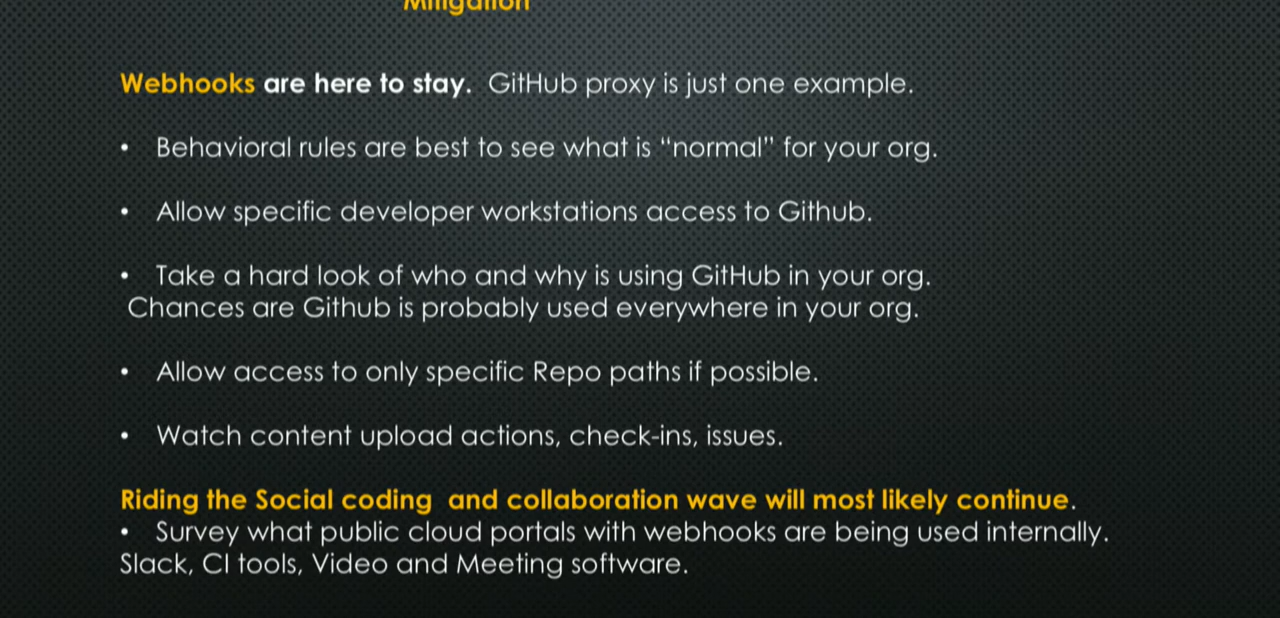 Mitigation
Webhooks are here to stay. GitHub proxy is just one example.
• Behavioral rules are best to see what is “normal” for your org.
• Allow specific developer workstations access to Github.
• Take a hard look of who and why is using GitHub in your org.
Chances are Github is probably used everywhere in your org.
• Allow access to only specific Repo paths if possible.
• Watch content upload actions, check-ins, issues.
Riding the Social coding and collaboration wave will most likely continue.
• Survey what public cloud portals with webhooks are being used internally.
Slack, CI tools, Video and Meeting software.